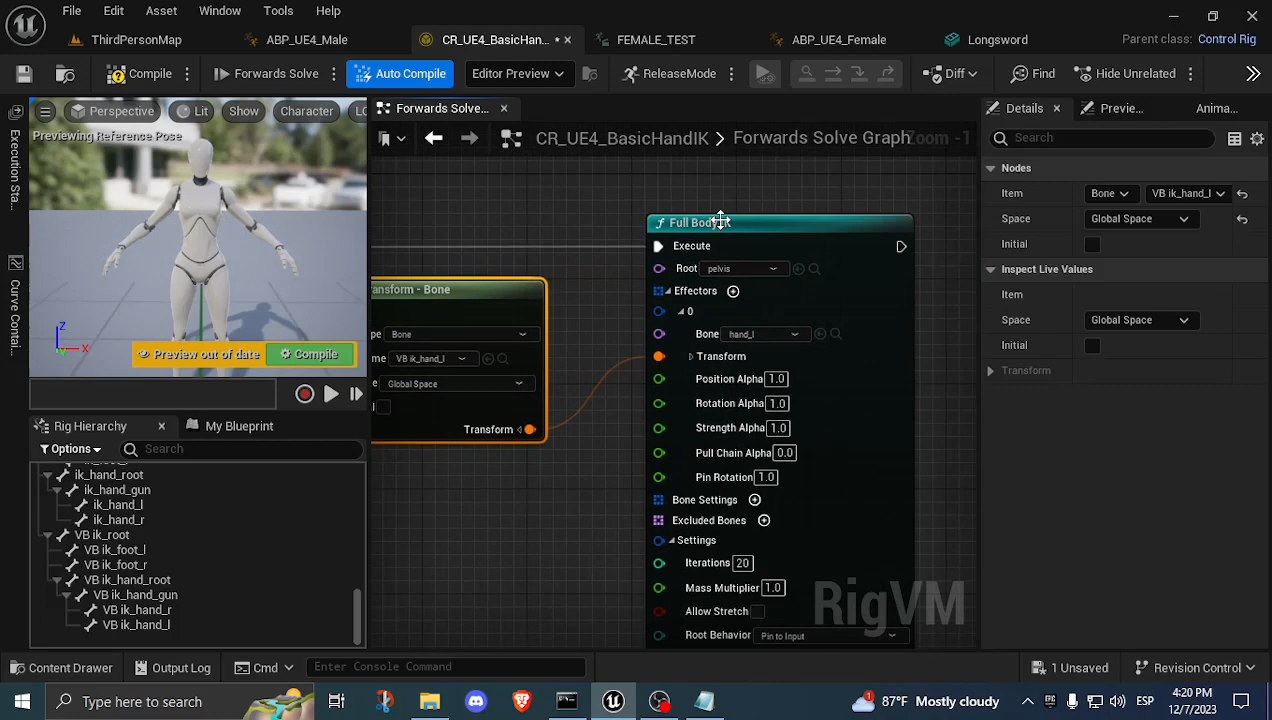 File Edit Asset Window Tools Help
ThirdPersonMap ABP_UE4_Male CR_UE4_BasicHan... * × FEMALE_TEST ABP_UE4_Female Longsword Parent class: Control Rig
Compile Forwards Solve Auto Compile Editor Preview ReleaseMode Diff Find Hide Unrelated
Perspective Lit Show Character
Previewing Reference Pose
Forwards Solve...
CR_UE4_BasicHandIK > Forwards Solve Graph
Zoom -1
Details Previe... Anima...
Search
Execution Sta...
Curve Contai...
Z
X
Preview out of date Compile
Rig Hierarchy × My Blueprint
Options Search
ik_hand_root
ik_hand_gun
ik_hand_l
ik_hand_r
VB ik_root
VB ik_foot_l
VB ik_foot_r
VB ik_hand_root
VB ik_hand_gun
VB ik_hand_r
VB ik_hand_l
ansform - Bone
Bone
VB ik_hand_l
Global Space
Transform
Execute
Root pelvis
Effectors
0
Bone hand_l
Transform
Position Alpha 1.0
Rotation Alpha 1.0
Strength Alpha 1.0
Pull Chain Alpha 0.0
Pin Rotation 1.0
Bone Settings
Excluded Bones
Settings
Iterations 20
Mass Multiplier 1.0
Allow Stretch
Root Behavior Pin to Input
RigVM
Nodes
Item Bone VB ik_hand_l
Space Global Space
Initial
Inspect Live Values
Item
Space Global Space
Initial
Transform
Content Drawer Output Log Cmd Enter Console Command 1 Unsaved Revision Control
Type here to search 1 87°F Mostly cloudy ESP 4:20 PM
12/7/2023